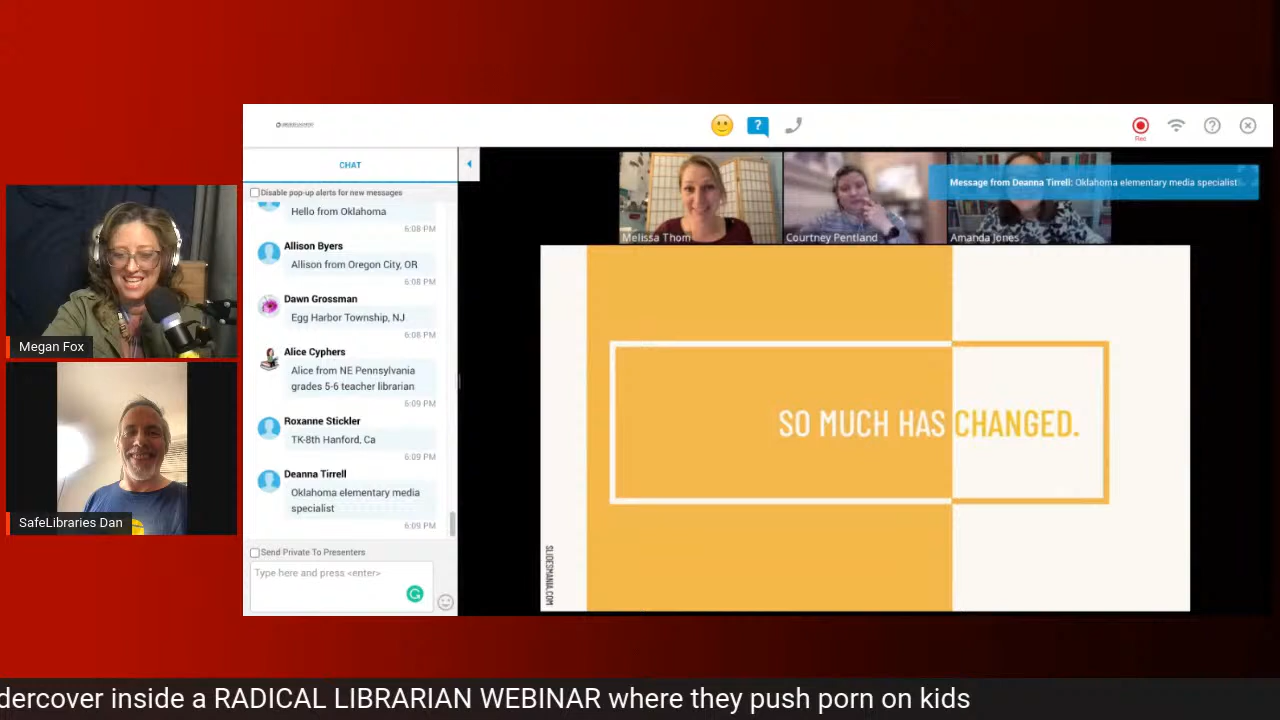 CHAT
Disable pop-up alerts for new messages
Hello from Oklahoma
6:08 PM
Allison Byers
Allison from Oregon City, OR
6:08 PM
Dawn Grossman
Egg Harbor Township, NJ
6:08 PM
Alice Cyphers
Alice from NE Pennsylvania
grades 5-6 teacher librarian
6:09 PM
Roxanne Stickler
TK-8th Hanford, Ca
6:09 PM
Deanna Tirrell
Oklahoma elementary media
specialist
6:09 PM
Send Private To Presenters
Type here and press <enter>
?
Rec
?
Message from Deanna Tirrell: Oklahoma elementary media specialist
Melissa Thom
Courtney Pentland
Amanda Jones
SO MUCH HAS CHANGED.
SLIDESMANIA.COM
Megan Fox
SafeLibraries Dan
dercover inside a RADICAL LIBRARIAN WEBINAR where they push porn on kids